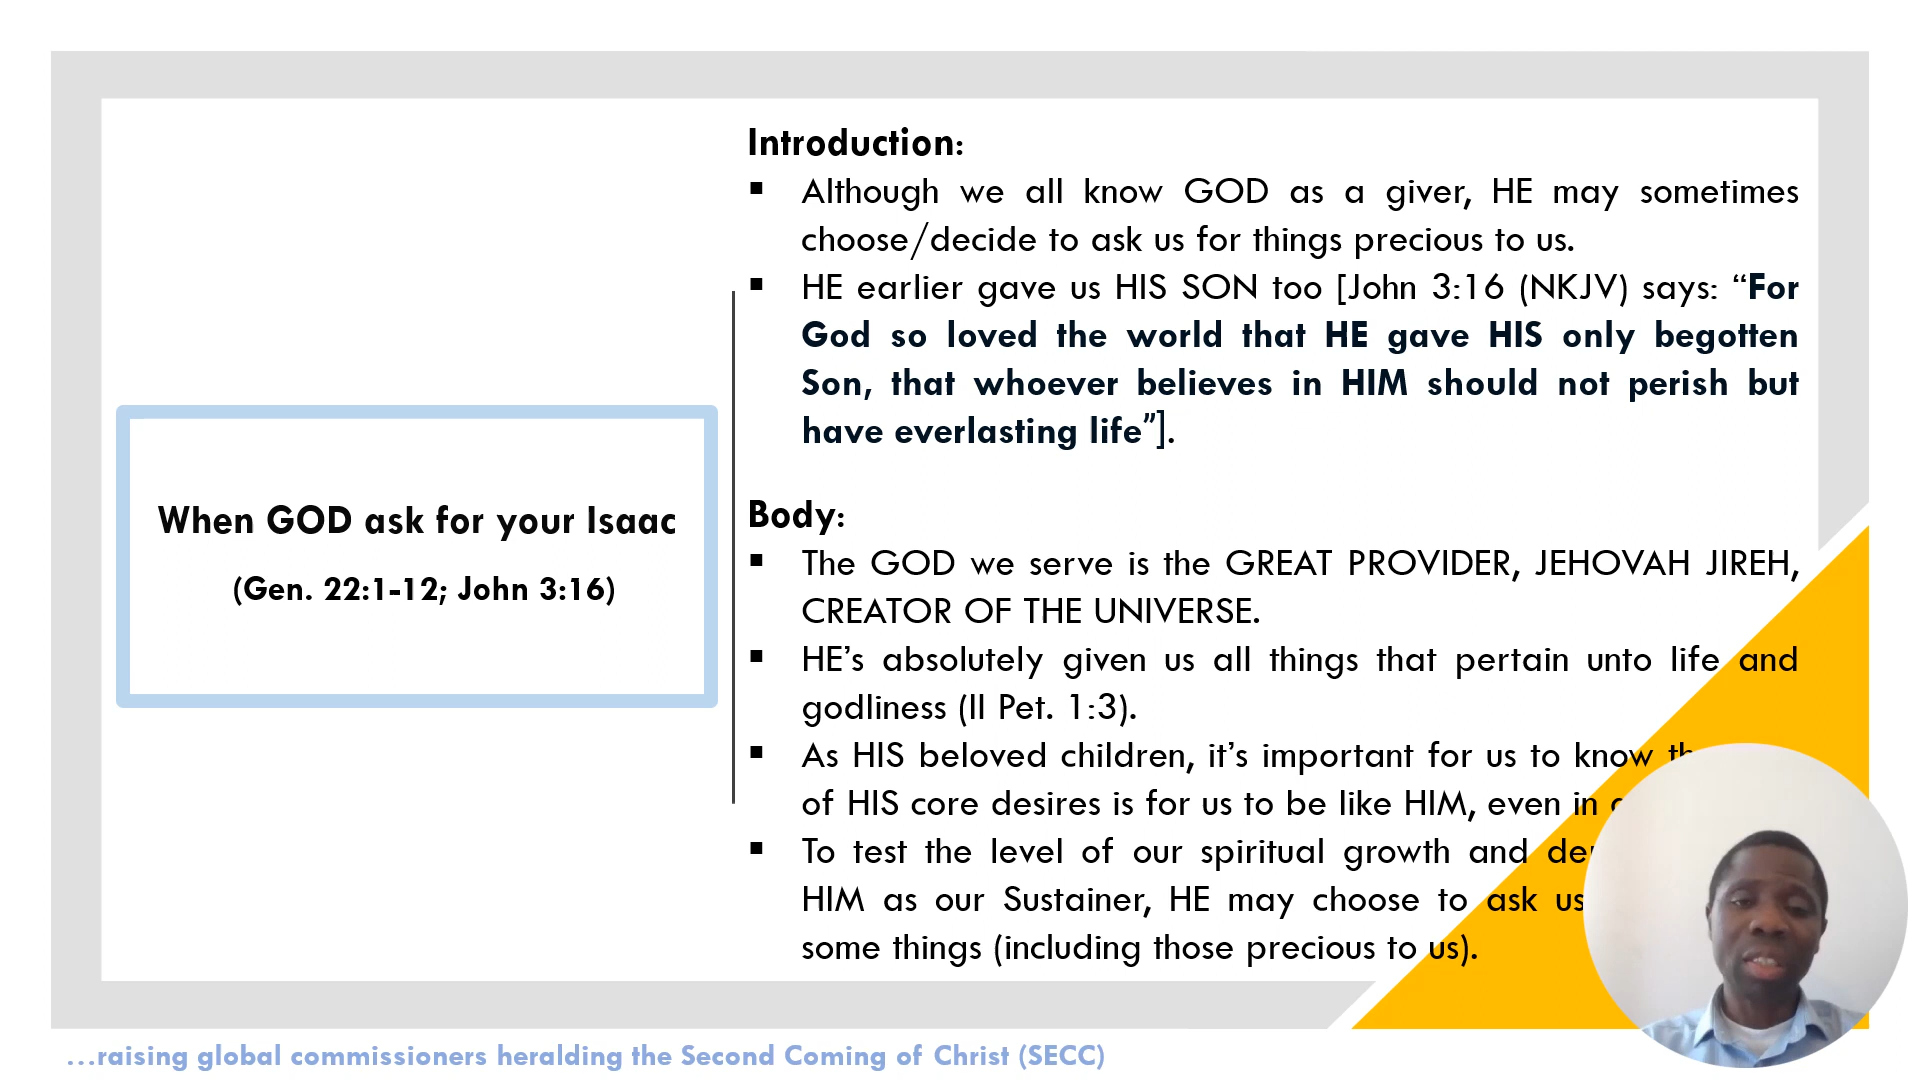 Introduction:
▪ Although we all know GOD as a giver, HE may sometimes
choose/decide to ask us for things precious to us.
▪ HE earlier gave us HIS SON too [John 3:16 (NKJV) says: “For
God so loved the world that HE gave HIS only begotten
Son, that whoever believes in HIM should not perish but
have everlasting life”].
When GOD ask for your Isaac
(Gen. 22:1-12; John 3:16)
Body:
▪ The GOD we serve is the GREAT PROVIDER, JEHOVAH JIREH,
CREATOR OF THE UNIVERSE.
▪ HE’s absolutely given us all things that pertain unto life and
godliness (II Pet. 1:3).
▪ As HIS beloved children, it’s important for us to know
of HIS core desires is for us to be like HIM, even in
▪ To test the level of our spiritual growth and
HIM as our Sustainer, HE may choose to ask us
some things (including those precious to us).
...raising global commissioners heralding the Second Coming of Christ (SECC)